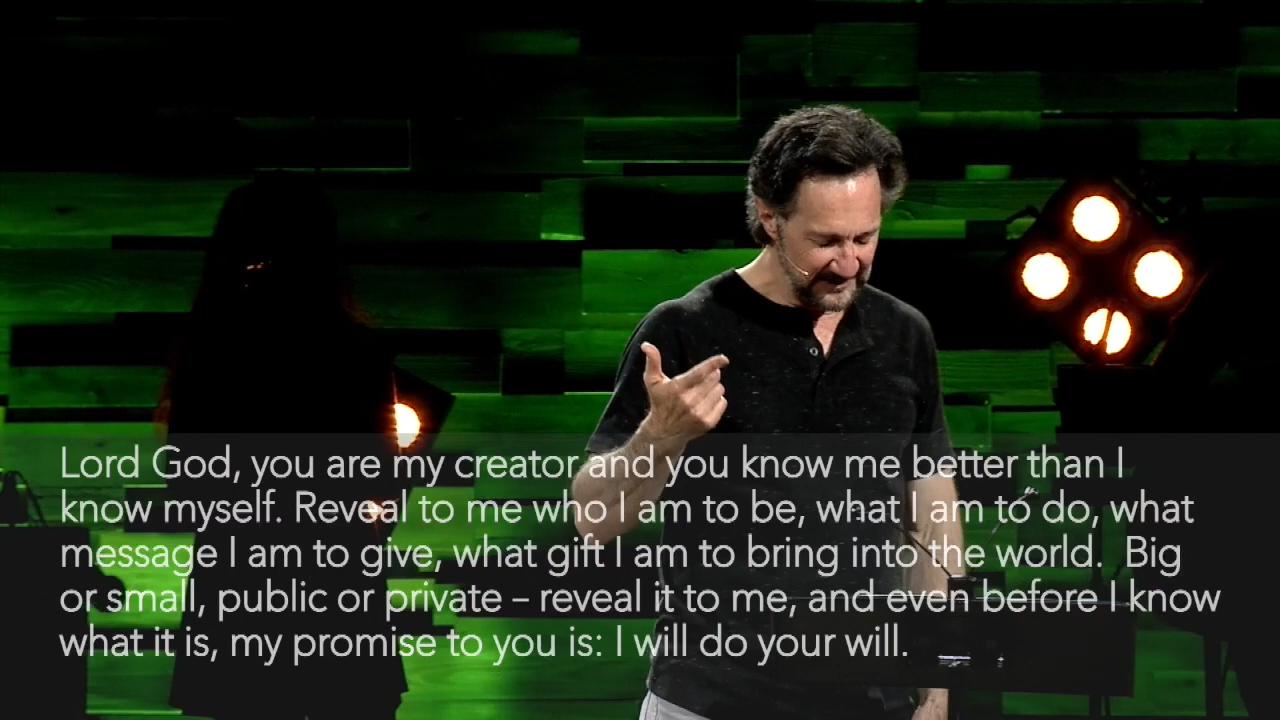 Lord God, you are my creator and you know me better than I
know myself. Reveal to me who I am to be, what I am to do, what
message I am to give, what gift I am to bring into the world.  Big
or small, public or private – reveal it to me, and even before I know
what it is, my promise to you is: I will do your will.